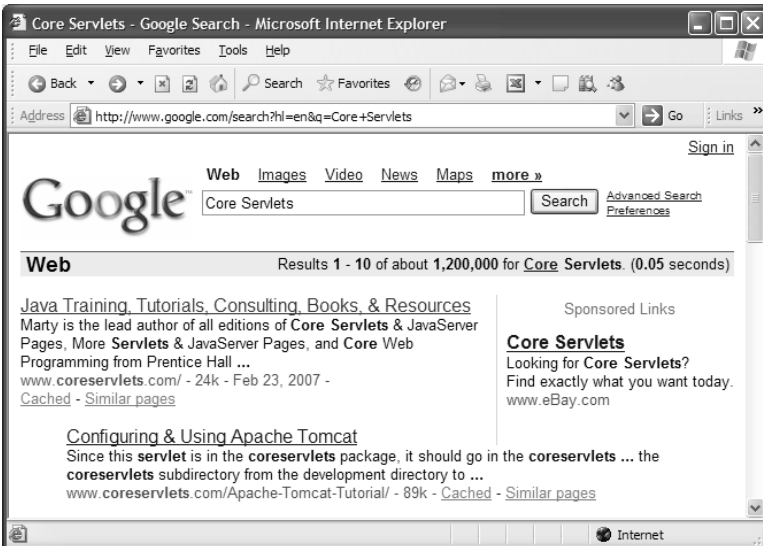 Core Servlets - Google Search - Microsoft Internet Explorer
File Edit View Favorites Tools Help
Back Search Favorites
Address http://www.google.com/search?hl=en&q=Core+Servlets Go Links »
Sign in
Google™
Web Images Video News Maps more »
Core Servlets Search Advanced Search
Preferences
Web Results 1 - 10 of about 1,200,000 for Core Servlets. (0.05 seconds)
Java Training, Tutorials, Consulting, Books, & Resources
Marty is the lead author of all editions of Core Servlets & JavaServer
Pages, More Servlets & JavaServer Pages, and Core Web
Programming from Prentice Hall ...
www.coreservlets.com/ - 24k - Feb 23, 2007 -
Cached - Similar pages
Sponsored Links
Core Servlets
Looking for Core Servlets?
Find exactly what you want today.
www.eBay.com
Configuring & Using Apache Tomcat
Since this servlet is in the coreservlets package, it should go in the coreservlets ... the
coreservlets subdirectory from the development directory to ...
www.coreservlets.com/Apache-Tomcat-Tutorial/ - 89k - Cached - Similar pages
Internet